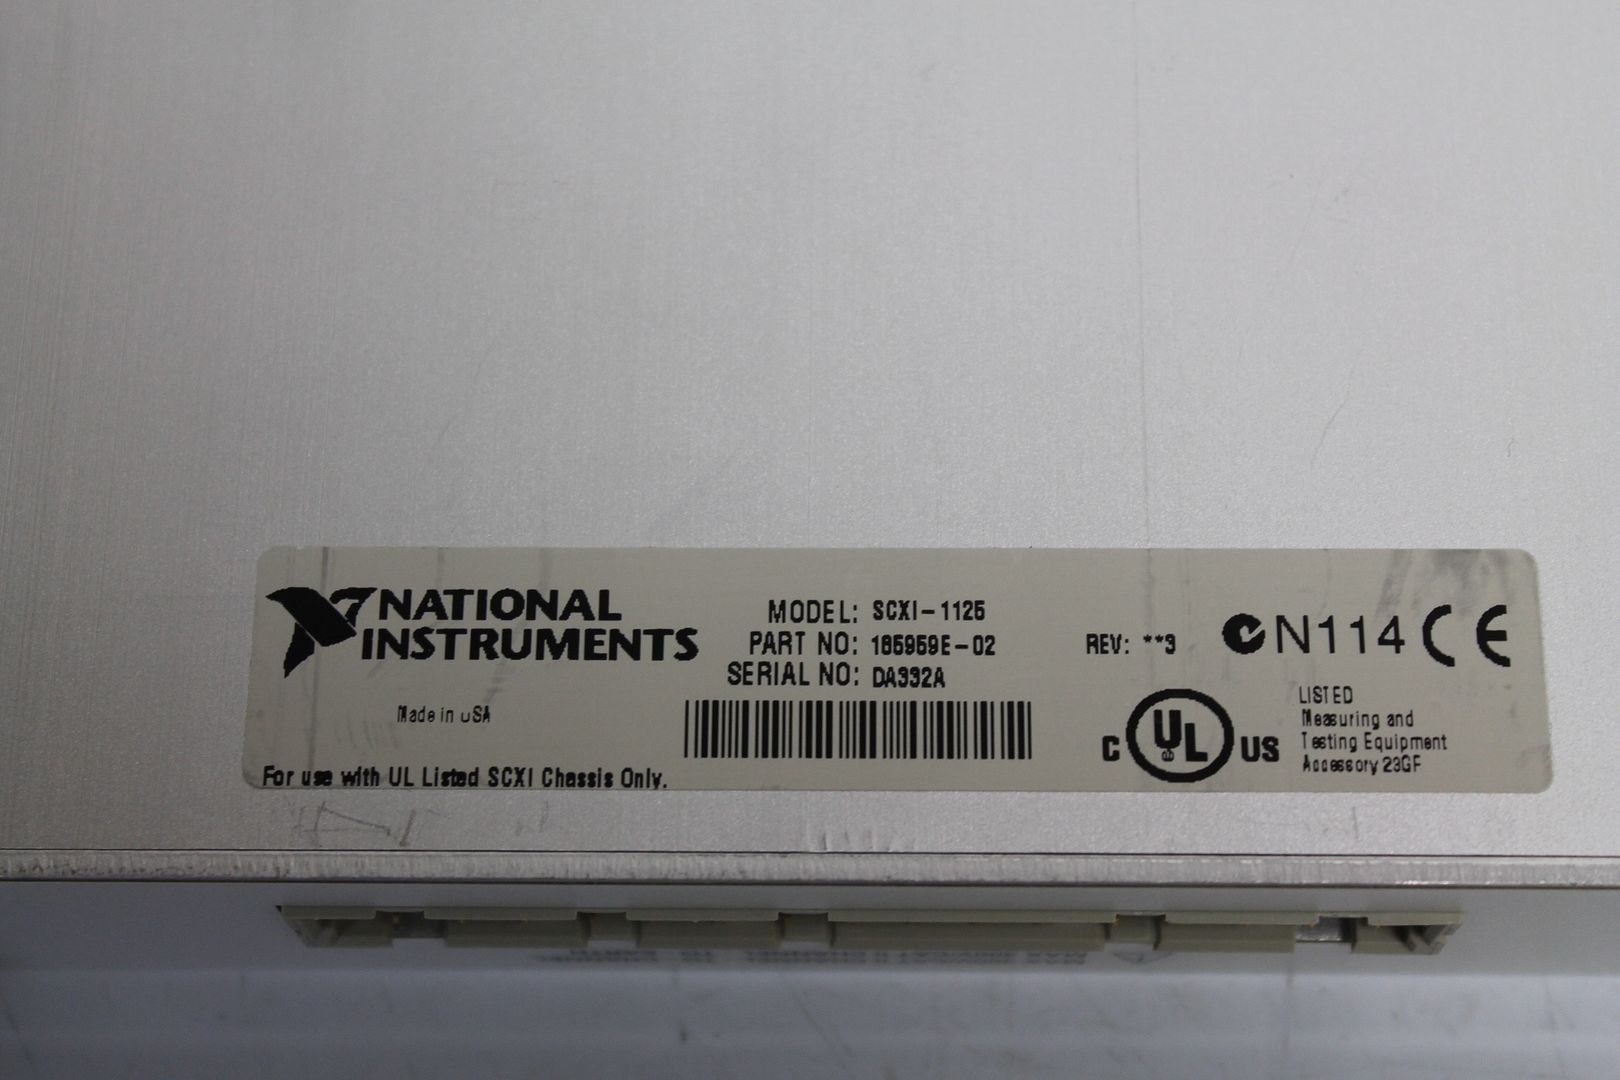 NATIONAL
INSTRUMENTS
MODEL: SCXI-1125
PART NO: 185959E-02
REV: **3
SERIAL NO: DA332A
N114 CE
Made in USA
For use with UL Listed SCXI Chassis Only.
C UL US
LISTED
Measuring and
Testing Equipment
Accessory 23GF